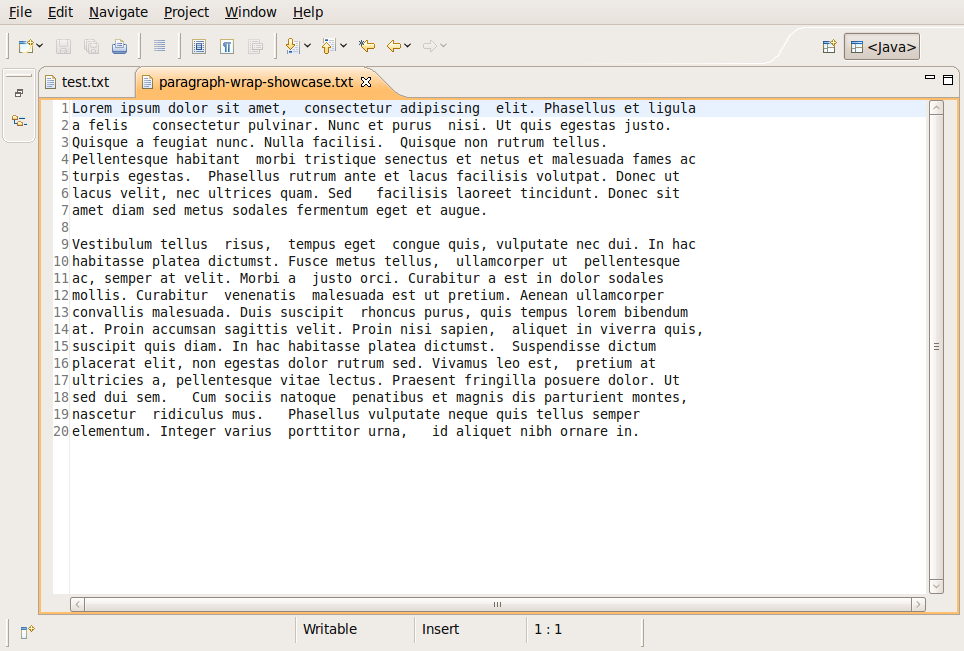 File Edit Navigate Project Window Help
<Java>
test.txt paragraph-wrap-showcase.txt
1 Lorem ipsum dolor sit amet,  consectetur adipiscing  elit. Phasellus et ligula
2 a felis   consectetur pulvinar. Nunc et purus  nisi. Ut quis egestas justo.
3 Quisque a feugiat nunc. Nulla facilisi.  Quisque non rutrum tellus.
4 Pellentesque habitant  morbi tristique senectus et netus et malesuada fames ac
5 turpis egestas.  Phasellus rutrum ante et lacus facilisis volutpat. Donec ut
6 lacus velit, nec ultrices quam. Sed   facilisis laoreet tincidunt. Donec sit
7 amet diam sed metus sodales fermentum eget et augue.
8
9 Vestibulum tellus  risus,  tempus eget  congue quis, vulputate nec dui. In hac
10 habitasse platea dictumst. Fusce metus tellus,  ullamcorper ut  pellentesque
11 ac, semper at velit. Morbi a  justo orci. Curabitur a est in dolor sodales
12 mollis. Curabitur  venenatis  malesuada est ut pretium. Aenean ullamcorper
13 convallis malesuada. Duis suscipit  rhoncus purus, quis tempus lorem bibendum
14 at. Proin accumsan sagittis velit. Proin nisi sapien,  aliquet in viverra quis,
15 suscipit quis diam. In hac habitasse platea dictumst.  Suspendisse dictum
16 placerat elit, non egestas dolor rutrum sed. Vivamus leo est,  pretium at
17 ultricies a, pellentesque vitae lectus. Praesent fringilla posuere dolor. Ut
18 sed dui sem.   Cum sociis natoque  penatibus et magnis dis parturient montes,
19 nascetur  ridiculus mus.   Phasellus vulputate neque quis tellus semper
20 elementum. Integer varius  porttitor urna,   id aliquet nibh ornare in.
Writable Insert 1 : 1